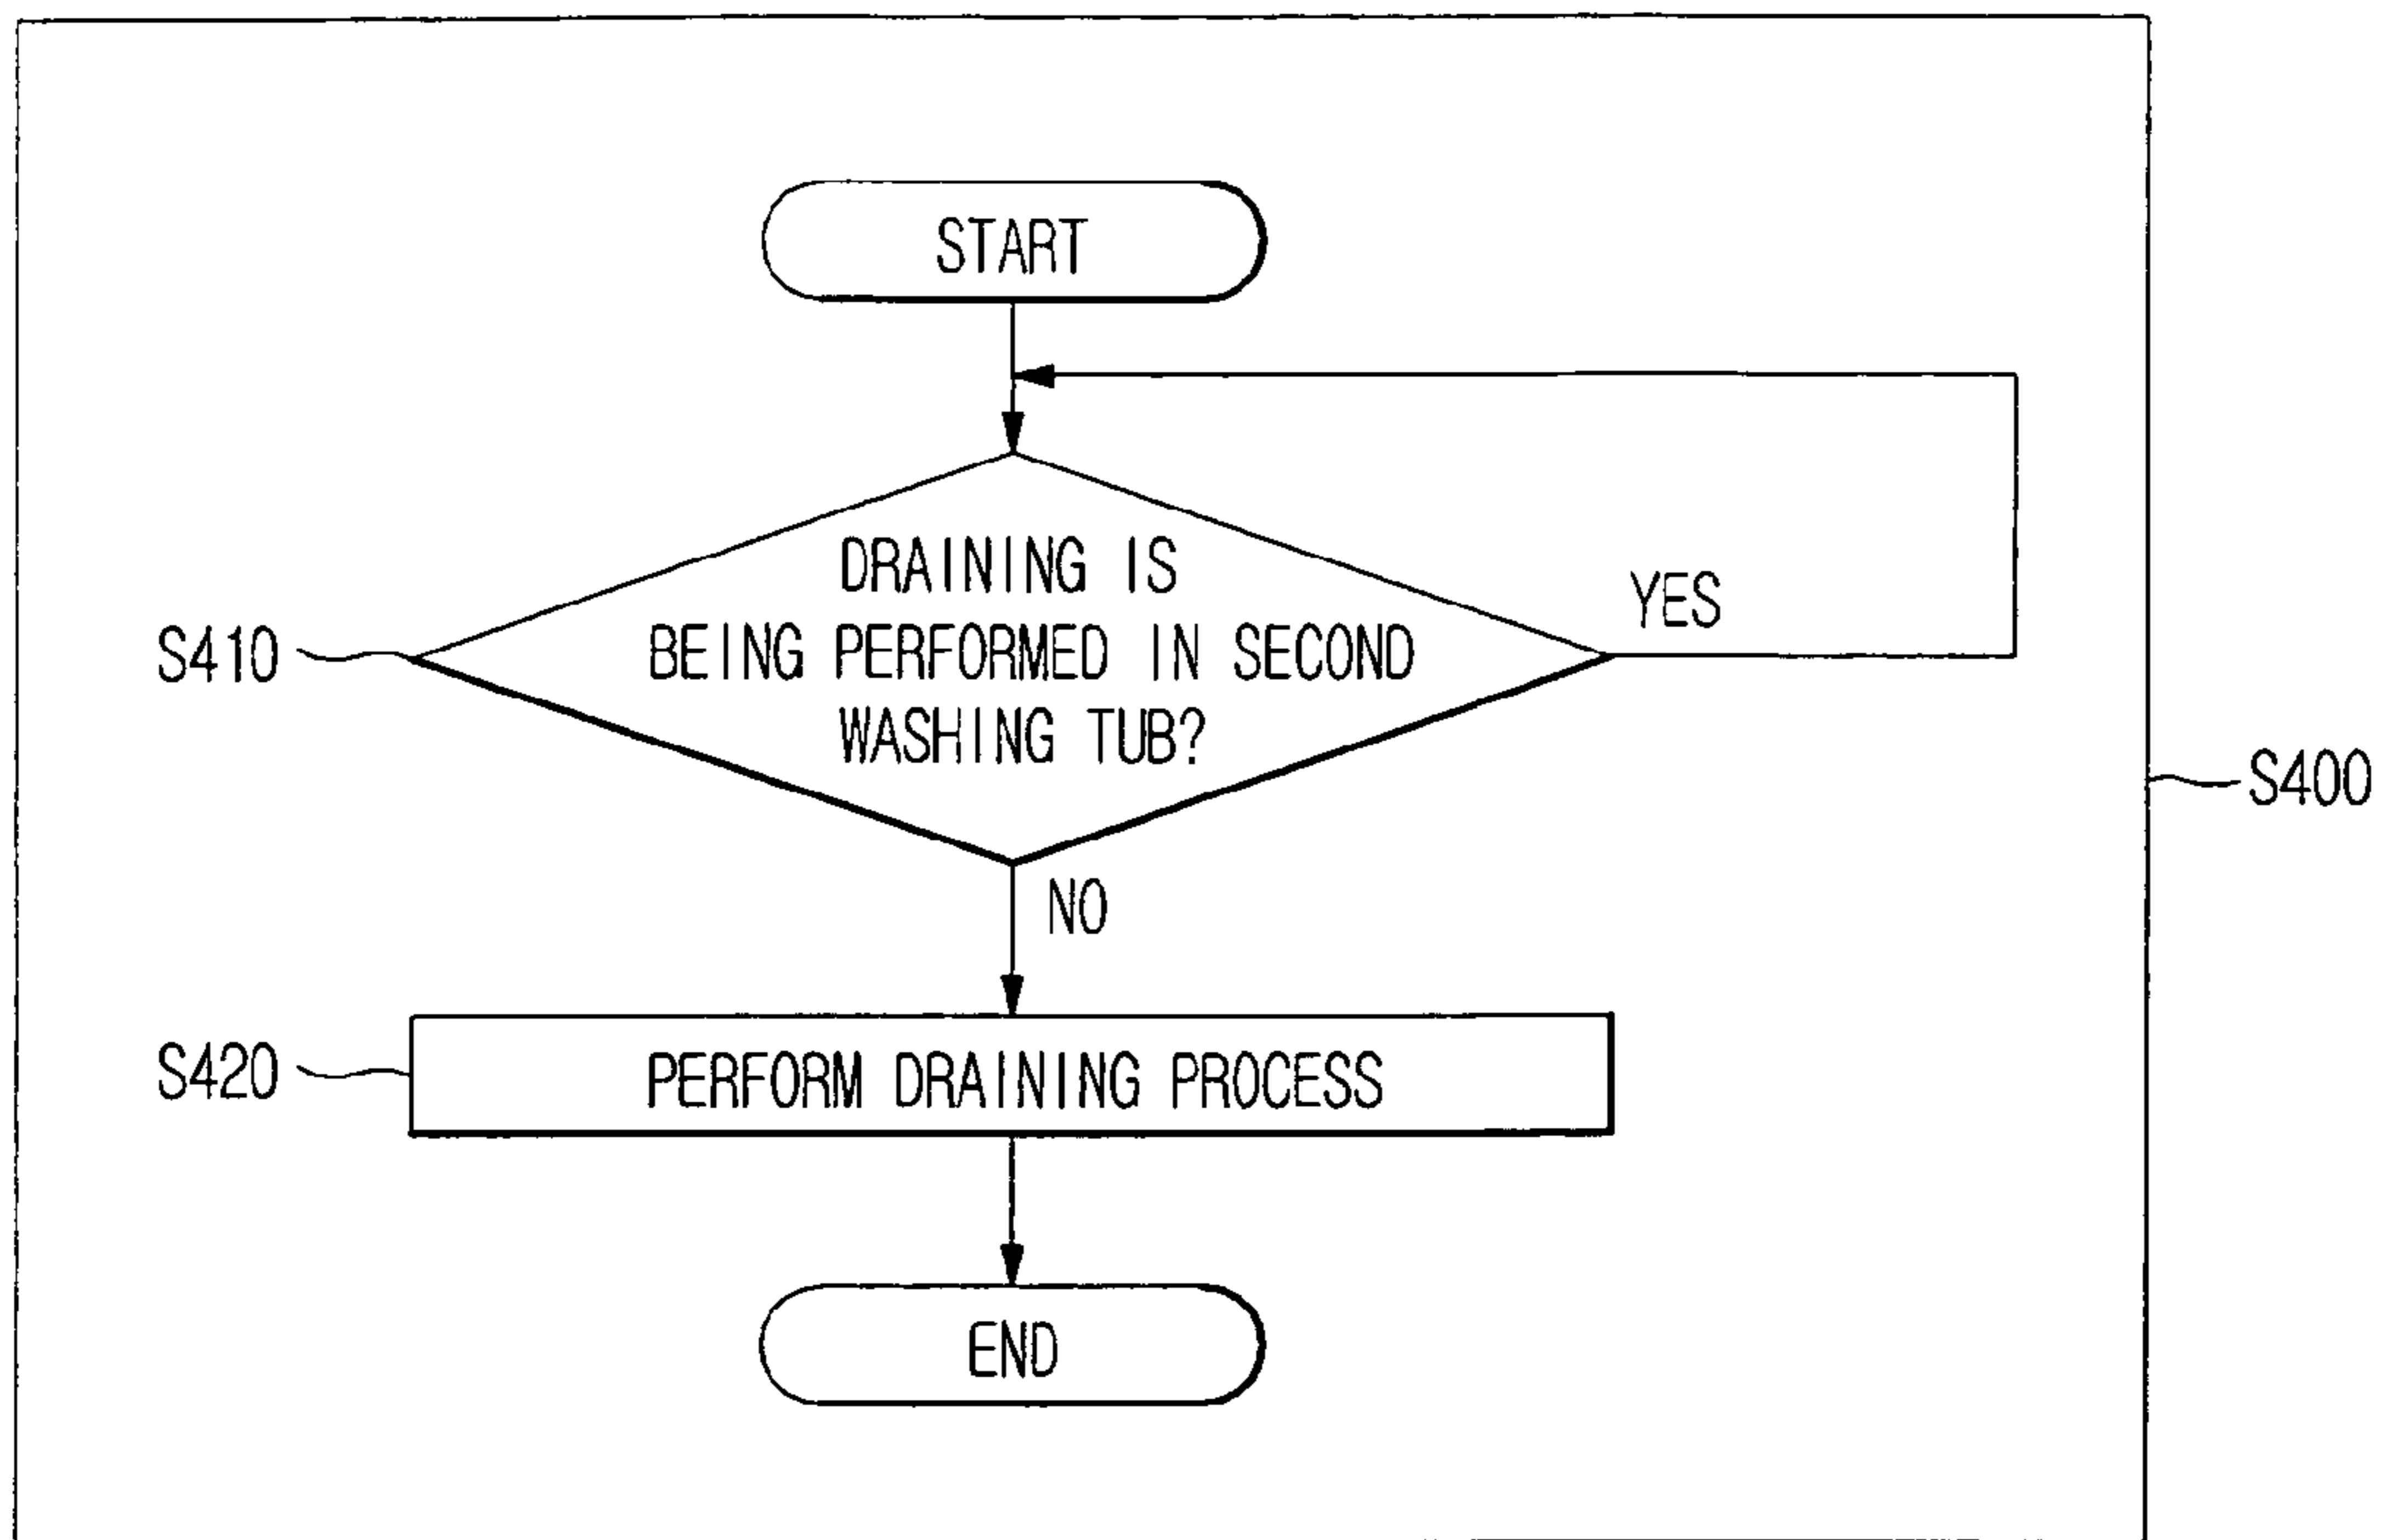 START
DRAINING IS
BEING PERFORMED IN SECOND
WASHING TUB?
YES
S410
S400
NO
S420
PERFORM DRAINING PROCESS
END